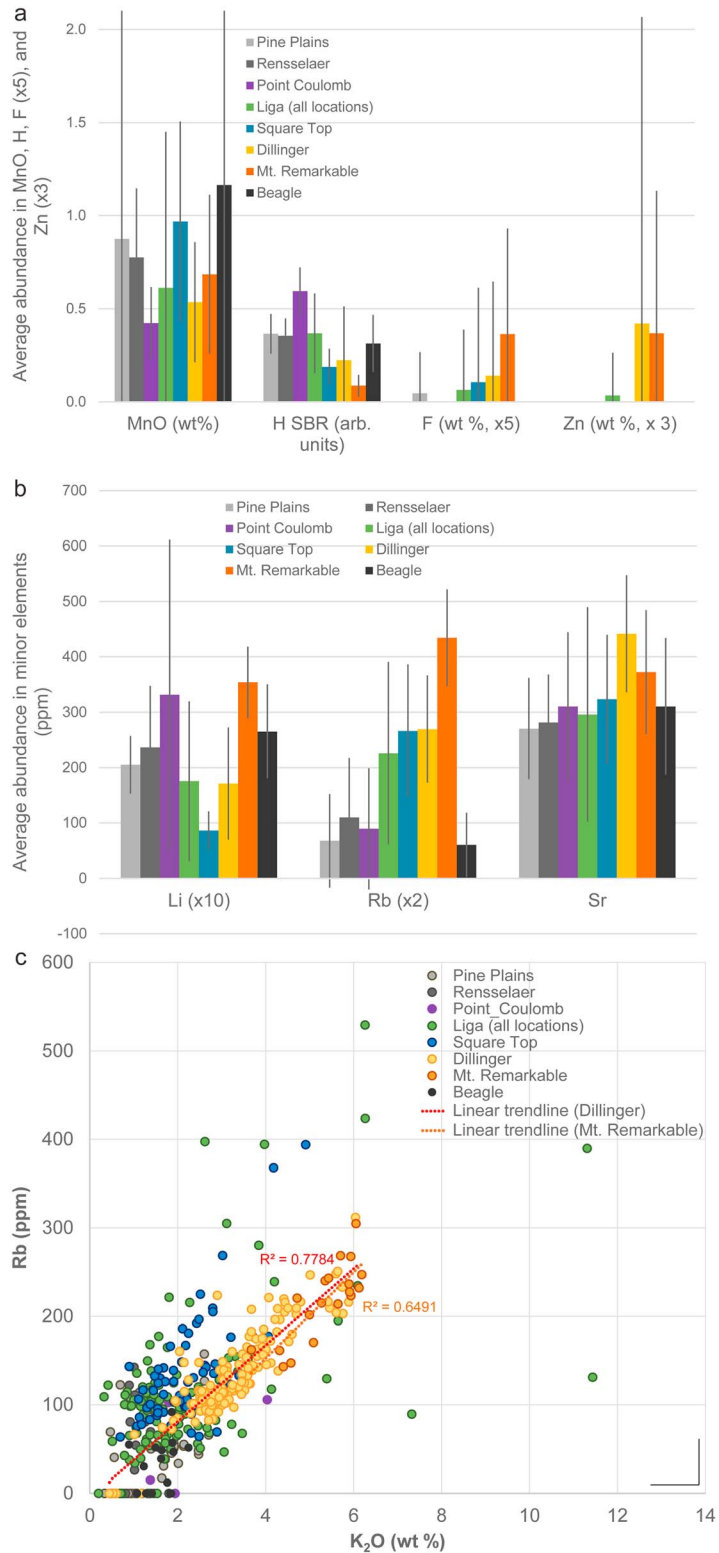 a
Average abundance in MnO, H, F (x5), and
Zn (x3)
2.0
1.5
1.0
0.5
0.0
Pine Plains
Rensselaer
Point Coulomb
Liga (all locations)
Square Top
Dillinger
Mt. Remarkable
Beagle
MnO (wt%)
H SBR (arb.
units)
F (wt %, x5)
Zn (wt %, x 3)
b
Average abundance in minor elements
(ppm)
700
600
500
400
300
200
100
0
-100
Pine Plains
Rensselaer
Point Coulomb
Liga (all locations)
Square Top
Dillinger
Mt. Remarkable
Beagle
Li (x10)
Rb (x2)
Sr
c
Rb (ppm)
600
500
400
300
200
100
0
Pine Plains
Rensselaer
Point_Coulomb
Liga (all locations)
Square Top
Dillinger
Mt. Remarkable
Beagle
Linear trendline (Dillinger)
Linear trendline (Mt. Remarkable)
R² = 0.7784
R² = 0.6491
0
2
4
6
8
10
12
14
K₂O (wt %)